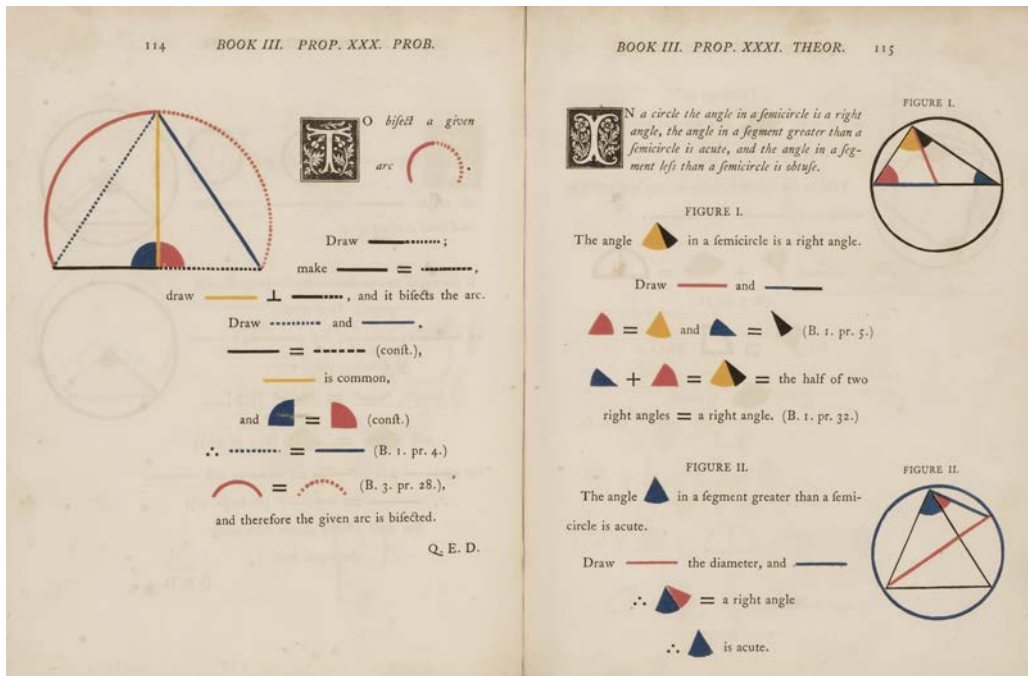 114 BOOK III. PROP. XXX. PROB.
TO biſect a given
arc .
Draw ;
make = ,
draw ⊥ , and it biſects the arc.
Draw and .
= (conſt.),
is common,
and = (conſt.)
∴ = (B. 1. pr. 4.)
= (B. 3. pr. 28.),
and therefore the given arc is biſected.
Q. E. D.
BOOK III. PROP. XXXI. THEOR. 115
IN a circle the angle in a ſemicircle is a right
angle, the angle in a ſegment greater than a
ſemicircle is acute, and the angle in a ſeg-
ment leſs than a ſemicircle is obtuſe.
FIGURE I.
FIGURE I.
The angle in a ſemicircle is a right angle.
Draw and
= and = (B. 1. pr. 5.)
+ = = the half of two
right angles = a right angle. (B. 1. pr. 32.)
FIGURE II.
FIGURE II.
The angle in a ſegment greater than a ſemi-
circle is acute.
Draw the diameter, and
∴ = a right angle
∴ is acute.